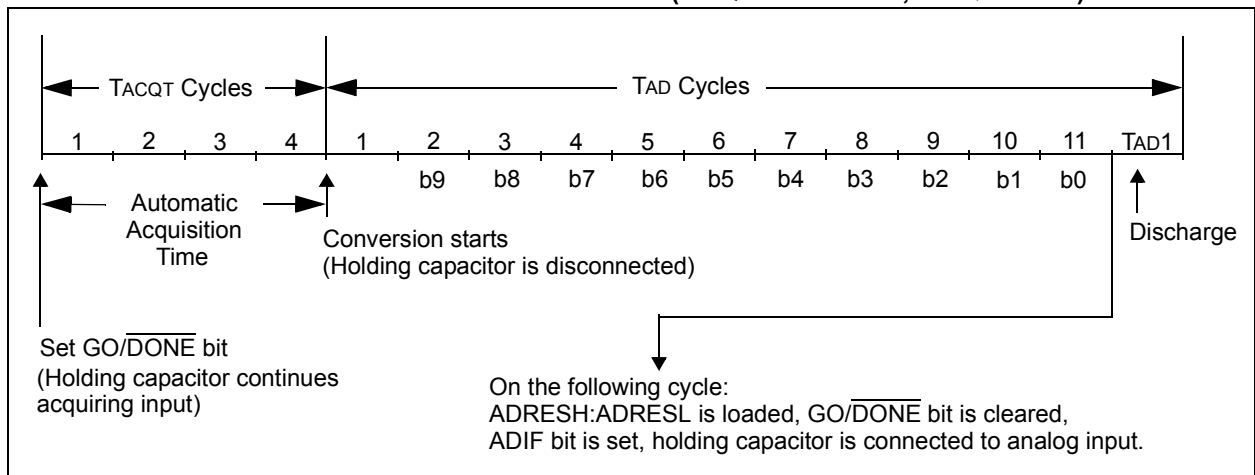 TACQT Cycles
TAD Cycles
1 2 3 4 1 2 3 4 5 6 7 8 9 10 11 TAD1
b9 b8 b7 b6 b5 b4 b3 b2 b1 b0
Automatic
Acquisition
Time
Conversion starts
(Holding capacitor is disconnected)
Discharge
Set GO/DONE bit
(Holding capacitor continues
acquiring input)
On the following cycle:
ADRESH:ADRESL is loaded, GO/DONE bit is cleared,
ADIF bit is set, holding capacitor is connected to analog input.